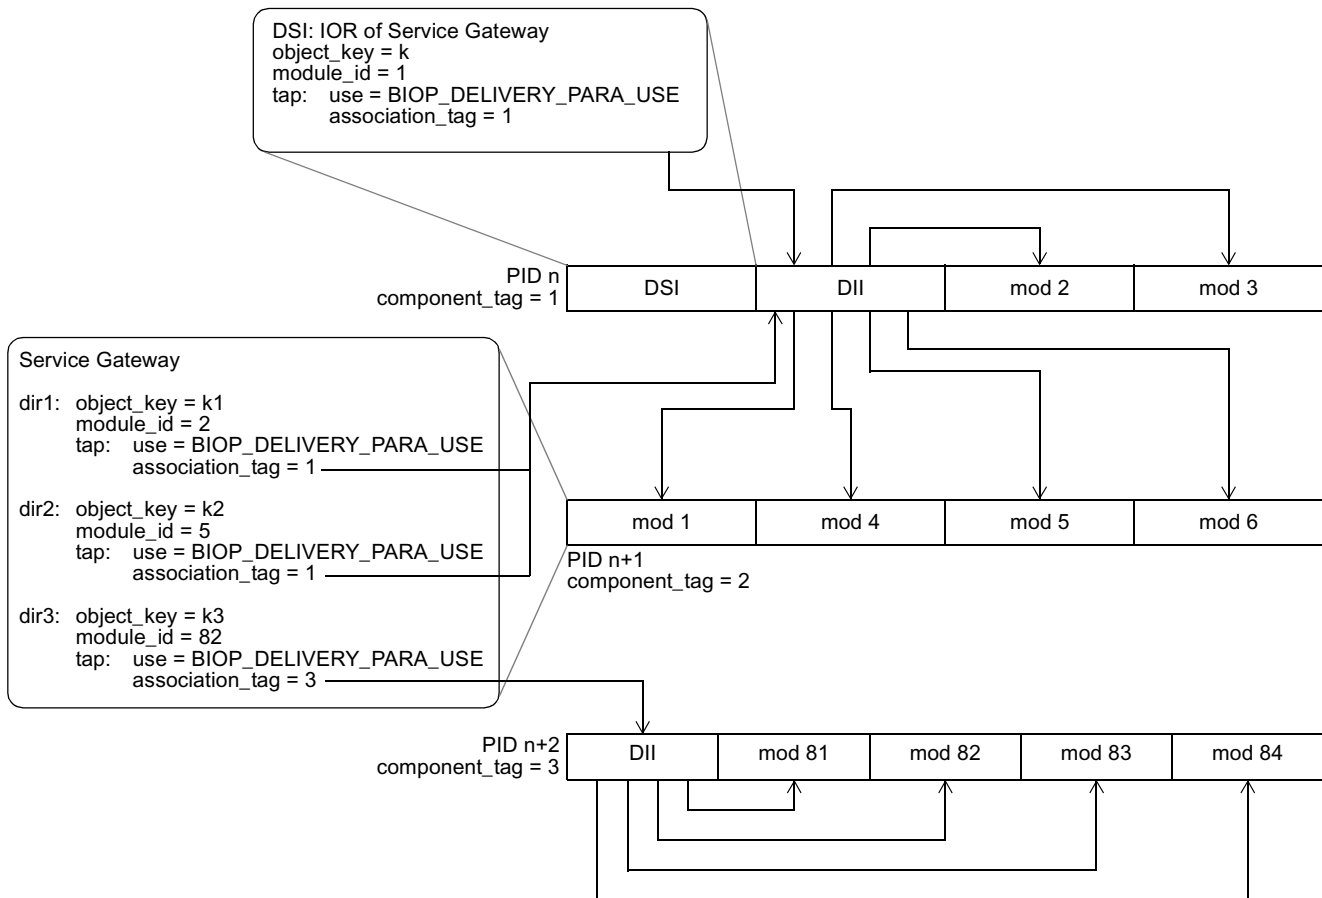 DSI: IOR of Service Gateway
object_key = k
module_id = 1
tap: use = BIOP_DELIVERY_PARA_USE
association_tag = 1
PID n
component_tag = 1
DSI
DII
mod 2
mod 3
Service Gateway
dir1: object_key = k1
module_id = 2
tap: use = BIOP_DELIVERY_PARA_USE
association_tag = 1
dir2: object_key = k2
module_id = 5
tap: use = BIOP_DELIVERY_PARA_USE
association_tag = 1
dir3: object_key = k3
module_id = 82
tap: use = BIOP_DELIVERY_PARA_USE
association_tag = 3
mod 1
mod 4
mod 5
mod 6
PID n+1
component_tag = 2
PID n+2
component_tag = 3
DII
mod 81
mod 82
mod 83
mod 84